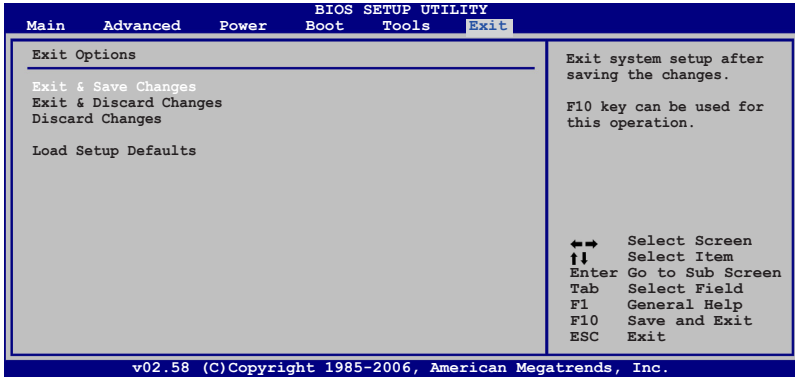 BIOS SETUP UTILITY
Main Advanced Power Boot Tools Exit
Exit Options
Exit & Save Changes
Exit & Discard Changes
Discard Changes
Load Setup Defaults
Exit system setup after
saving the changes.
F10 key can be used for
this operation.
←→ Select Screen
↑↓ Select Item
Enter Go to Sub Screen
Tab Select Field
F1 General Help
F10 Save and Exit
ESC Exit
v02.58 (C)Copyright 1985-2006, American Megatrends, Inc.